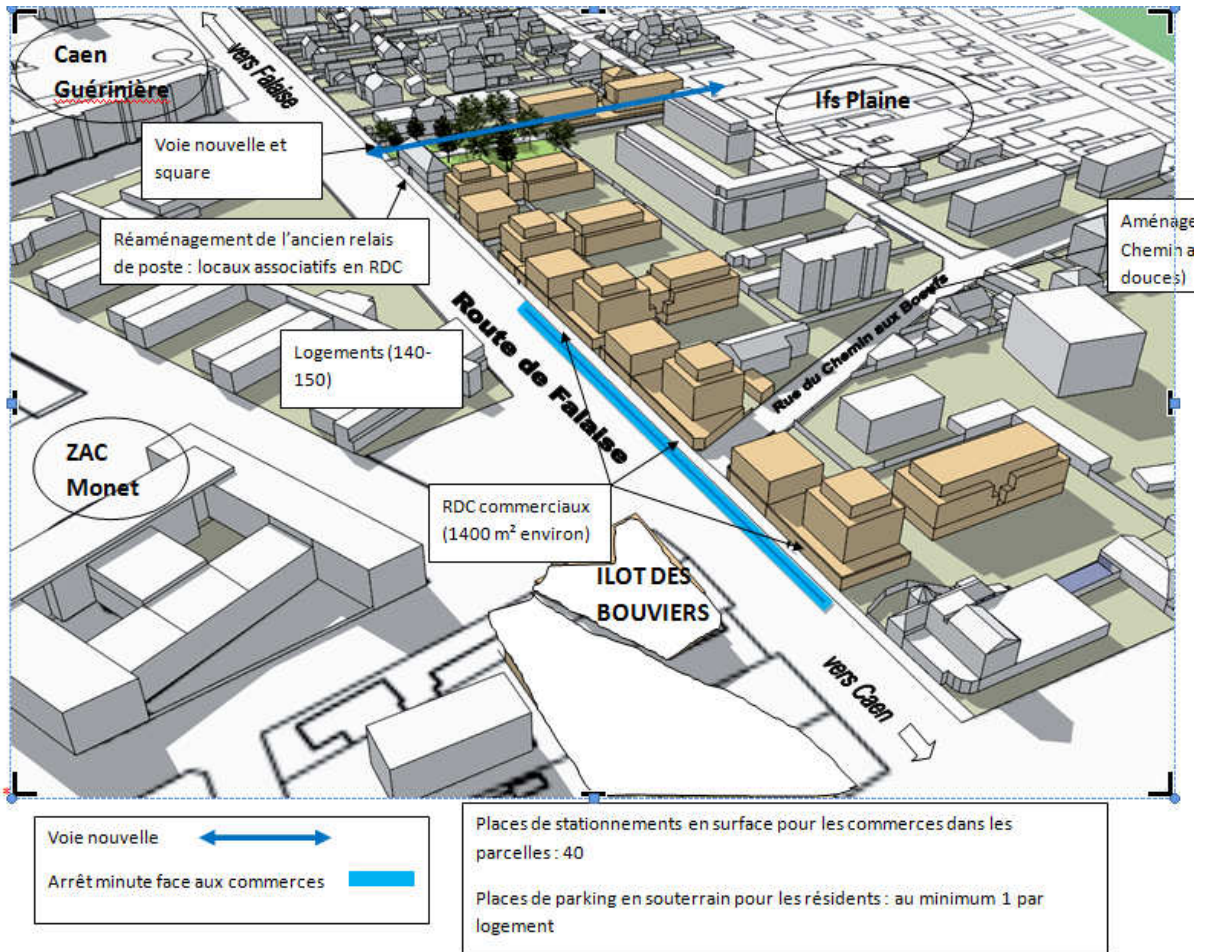 Caen
Guérinière
vers Falaise
Ifs Plaine
Voie nouvelle et
square
Aménage
Chemin a
douces)
Réaménagement de l'ancien relais
de poste : locaux associatifs en RDC
Route de Falaise
Rue du Chemin aux Boeufs
Logements (140-
150)
ZAC
Monet
RDC commerciaux
(1400 m² environ)
ILOT DES
BOUVIERS
vers Caen
Voie nouvelle
Arrêt minute face aux commerces
Places de stationnements en surface pour les commerces dans les
parcelles : 40
Places de parking en souterrain pour les résidents : au minimum 1 par
logement